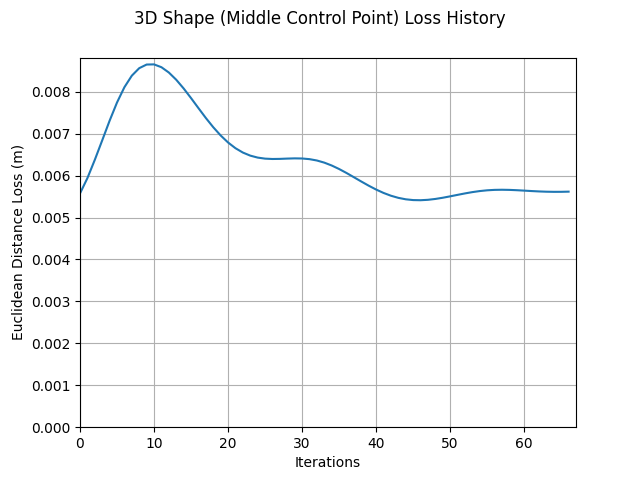 3D Shape (Middle Control Point) Loss History
Euclidean Distance Loss (m)
0.008
0.007
0.006
0.005
0.004
0.003
0.002
0.001
0.000
0 10 20 30 40 50 60
Iterations